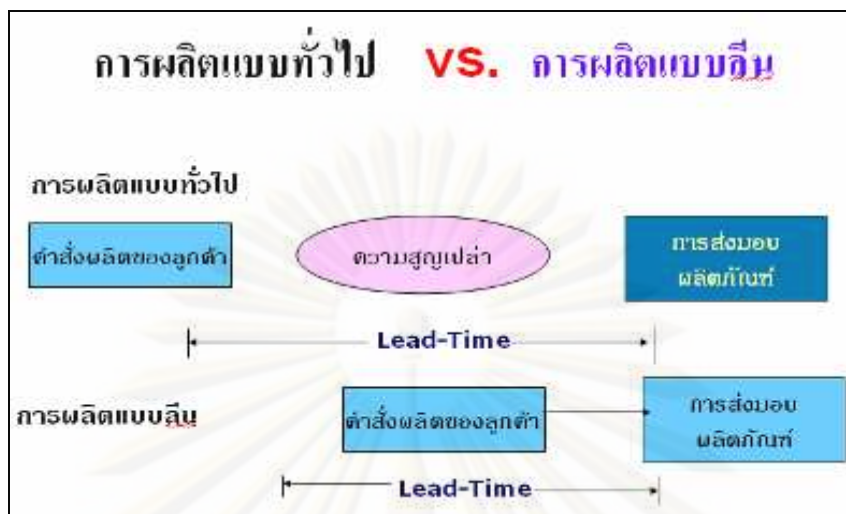 การผลิตแบบทั่วไป VS. การผลิตแบบลีน
การผลิตแบบทั่วไป
คำสั่งผลิตของลูกค้า
ความสูญเปล่า
การส่งมอบ
ผลิตภัณฑ์
Lead-Time
การผลิตแบบลีน
คำสั่งผลิตของลูกค้า
การส่งมอบ
ผลิตภัณฑ์
Lead-Time